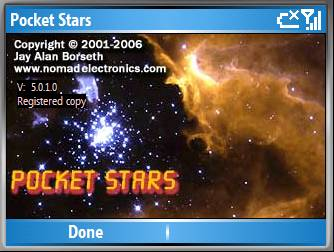 Pocket Stars
Copyright © 2001-2006
Jay Alan Borseth
www.nomadelectronics.com
V: 5.0.1.0
Registered copy
POCKET STARS
Done